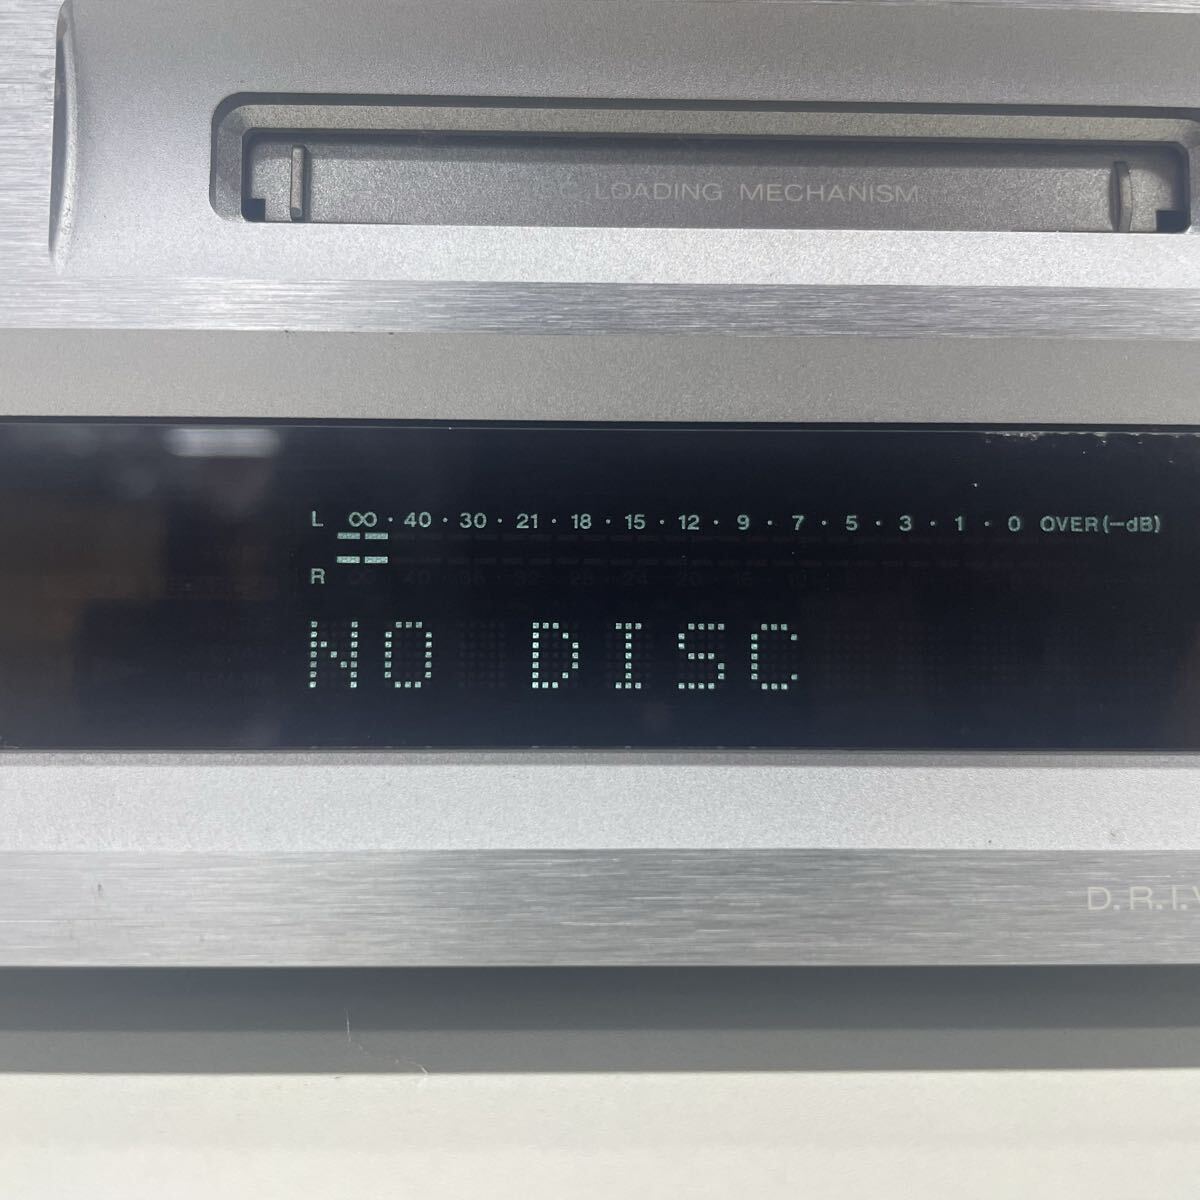 LOADING MECHANISM
L ∞ · 40 · 30 · 21 · 18 · 15 · 12 · 9 · 7 · 5 · 3 · 1 · 0 OVER(−dB)
R
NO DISC
D.R.I.